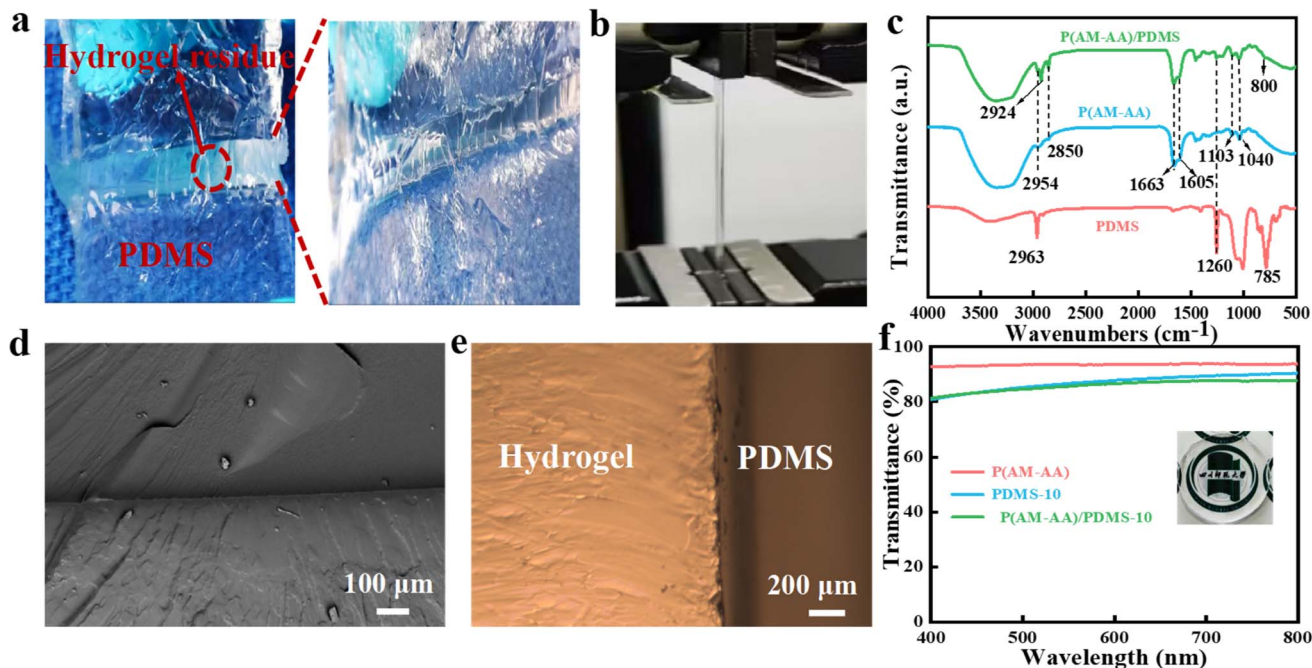 a
Hydrogel residue
PDMS
b
c
Transmittance (a.u.)
P(AM-AA)/PDMS
2924
800
P(AM-AA)
2850
2954
1663
1605
1103
1040
PDMS
2963
1260
785
4000 3000 2500 2000 1500 1000 500
Wavenumbers (cm-1)
d
100 μm
e
Hydrogel
PDMS
200 μm
f
Transmittance (%)
100
80
60
40
20
0
P(AM-AA)
PDMS-10
P(AM-AA)/PDMS-10
400 500 600 700 800
Wavelength (nm)